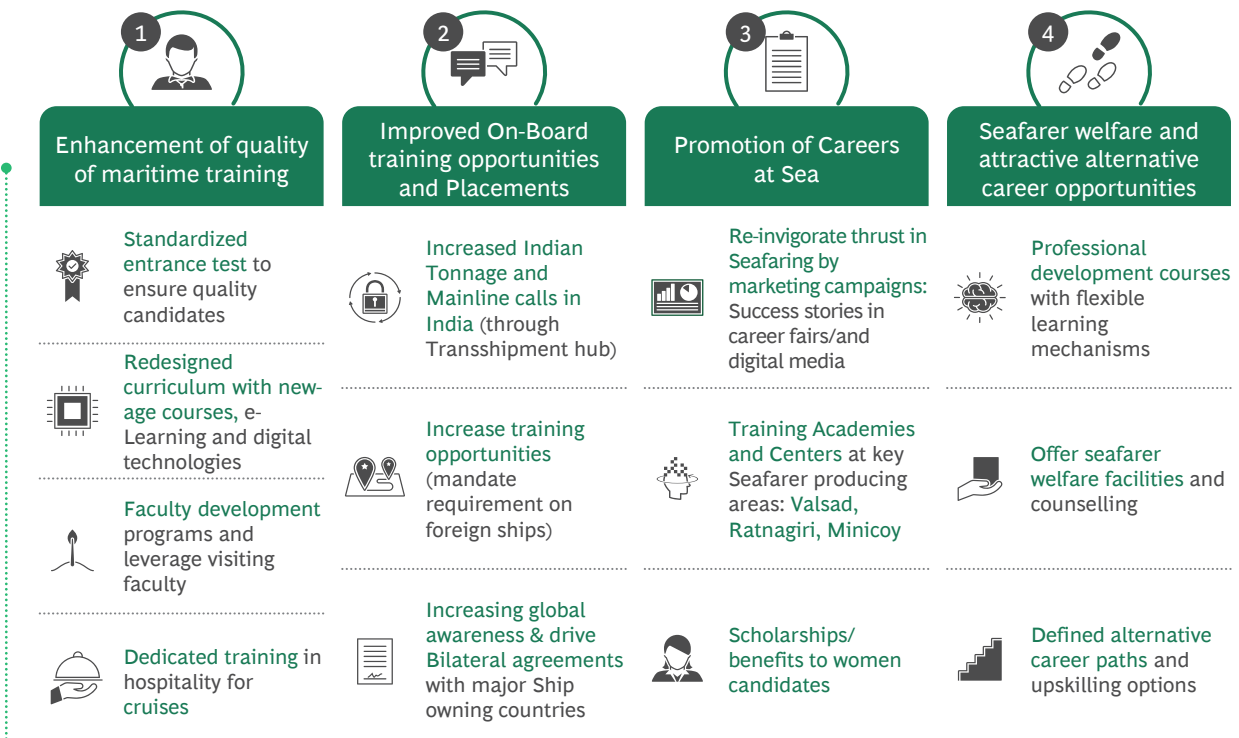 1
Enhancement of quality
of maritime training
Standardized
entrance test to
ensure quality
candidates
Redesigned
curriculum with new-
age courses, e-
Learning and digital
technologies
Faculty development
programs and
leverage visiting
faculty
Dedicated training in
hospitality for
cruises
2
Improved On-Board
training opportunities
and Placements
Increased Indian
Tonnage and
Mainline calls in
India (through
Transshipment hub)
Increase training
opportunities
(mandate
requirement on
foreign ships)
Increasing global
awareness & drive
Bilateral agreements
with major Ship
owning countries
3
Promotion of Careers
at Sea
Re-invigorate thrust in
Seafaring by
marketing campaigns:
Success stories in
career fairs/and
digital media
Training Academies
and Centers at key
Seafarer producing
areas: Valsad,
Ratnagiri, Minicoy
Scholarships/
benefits to women
candidates
4
Seafarer welfare and
attractive alternative
career opportunities
Professional
development courses
with flexible
learning
mechanisms
Offer seafarer
welfare facilities and
counselling
Defined alternative
career paths and
upskilling options